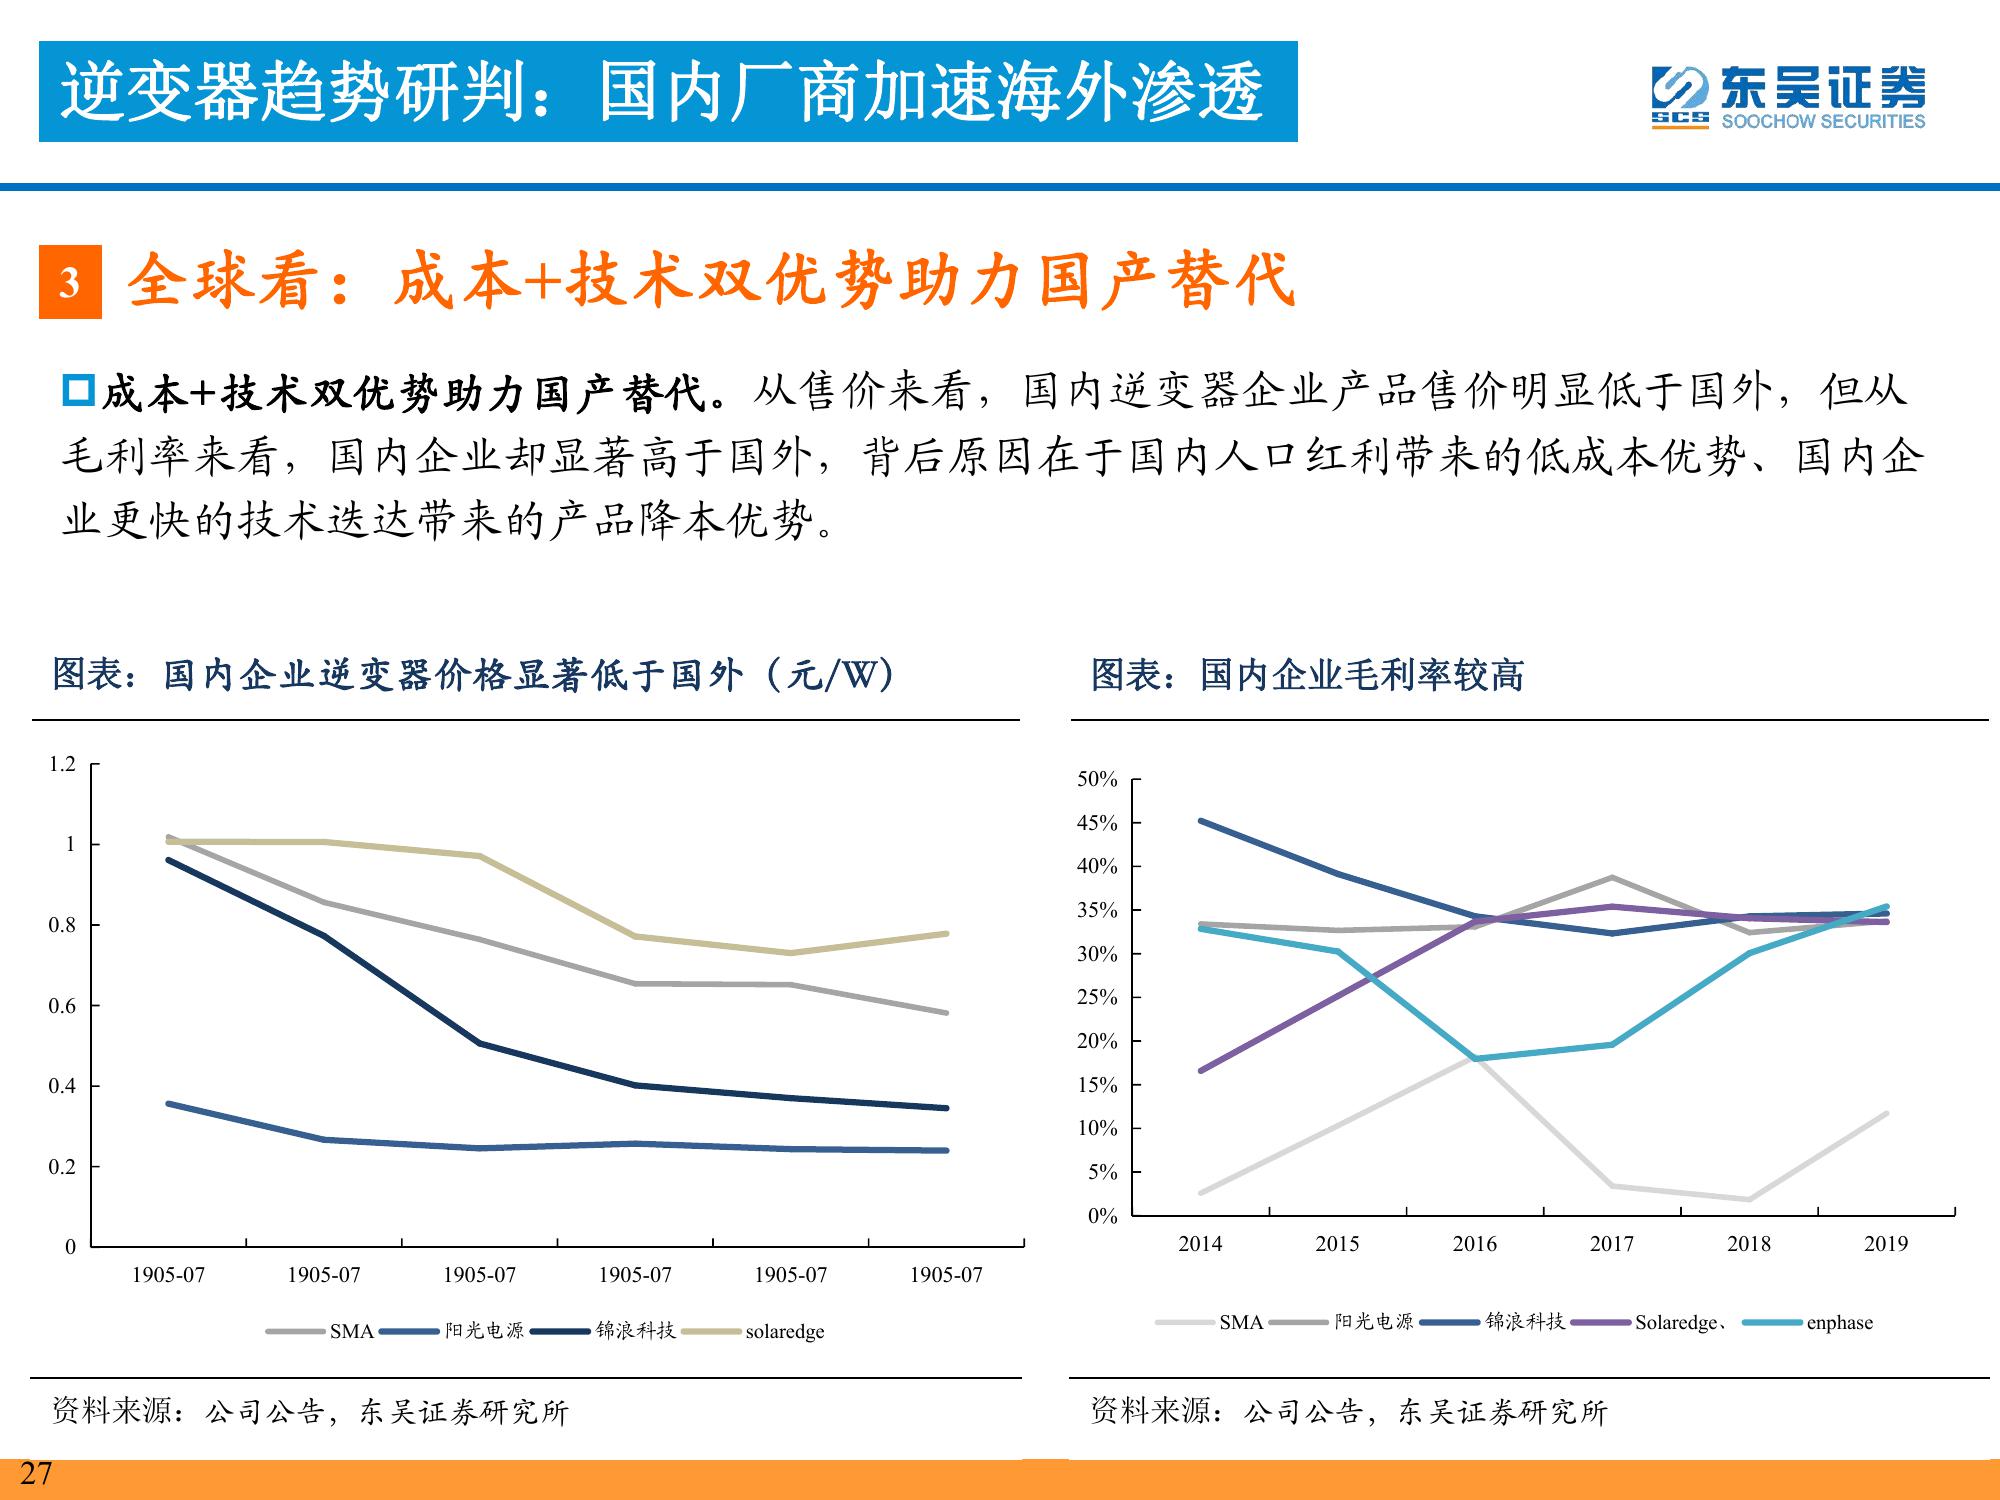 逆变器趋势研判：国内厂商加速海外渗透
东吴证券
SCS
SOOCHOW SECURITIES
3
全球看：成本+技术双优势助力国产替代
成本+技术双优势助力国产替代。从售价来看，国内逆变器企业产品售价明显低于国外，但从
毛利率来看，国内企业却显著高于国外，背后原因在于国内人口红利带来的低成本优势、国内企
业更快的技术迭达带来的产品降本优势。
图表：国内企业逆变器价格显著低于国外（元/W）
1.2
1
0.8
0.6
0.4
0.2
0
1905-07 1905-07 1905-07 1905-07 1905-07 1905-07
SMA 阳光电源 锦浪科技 solaredge
资料来源：公司公告，东吴证券研究所
图表：国内企业毛利率较高
50%
45%
40%
35%
30%
25%
20%
15%
10%
5%
0%
2014 2015 2016 2017 2018 2019
SMA 阳光电源 锦浪科技 Solaredge、 enphase
资料来源：公司公告，东吴证券研究所
27